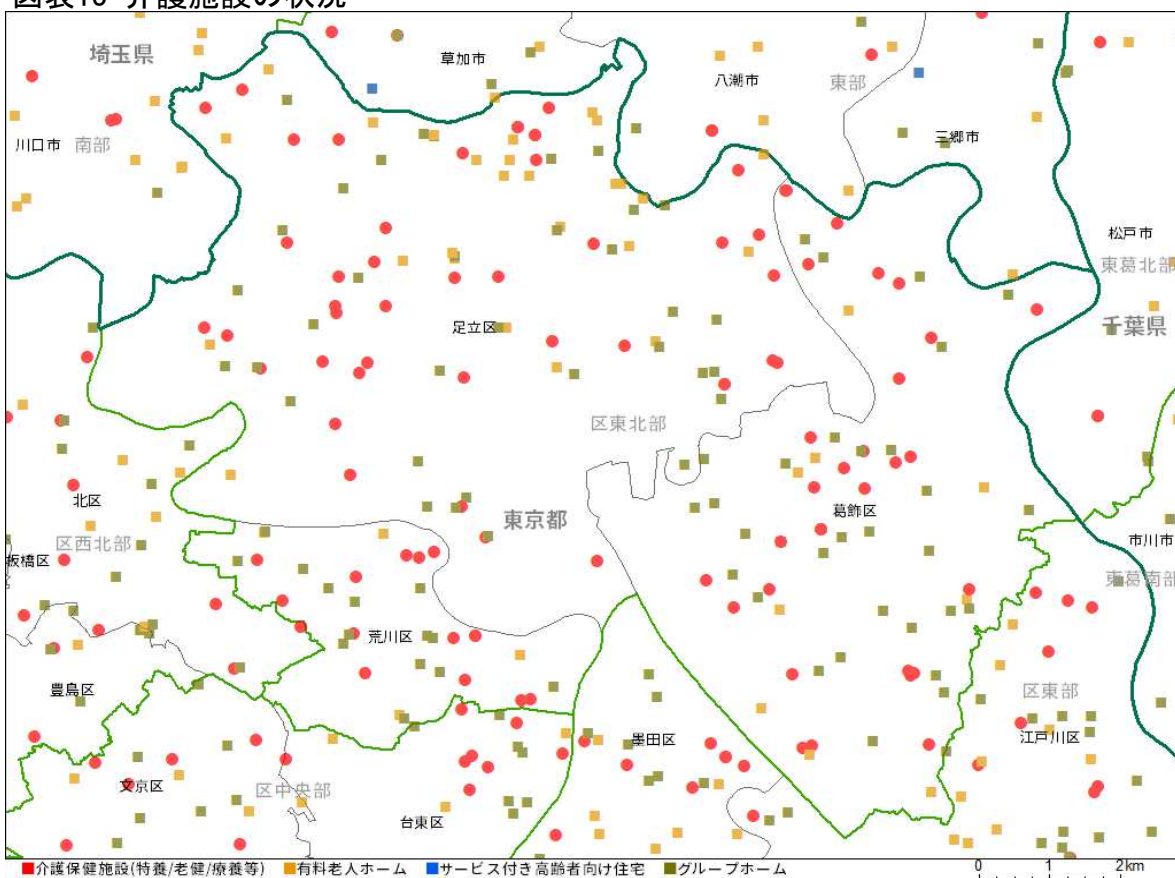 図表16 介護施設の状況
埼玉県
草加市
八潮市
東部
三郷市
川口市 南部
松戸市
東葛北部
千葉県
足立区
区東北部
北区
東京都
葛飾区
区西北部
板橋区
市川市
東葛南部
荒川区
豊島区
区東部
墨田区
江戸川区
文京区
区中央部
台東区
介護保健施設(特養/老健/療養等) 有料老人ホーム サービス付き高齢者向け住宅 グループホーム
0 1 2km